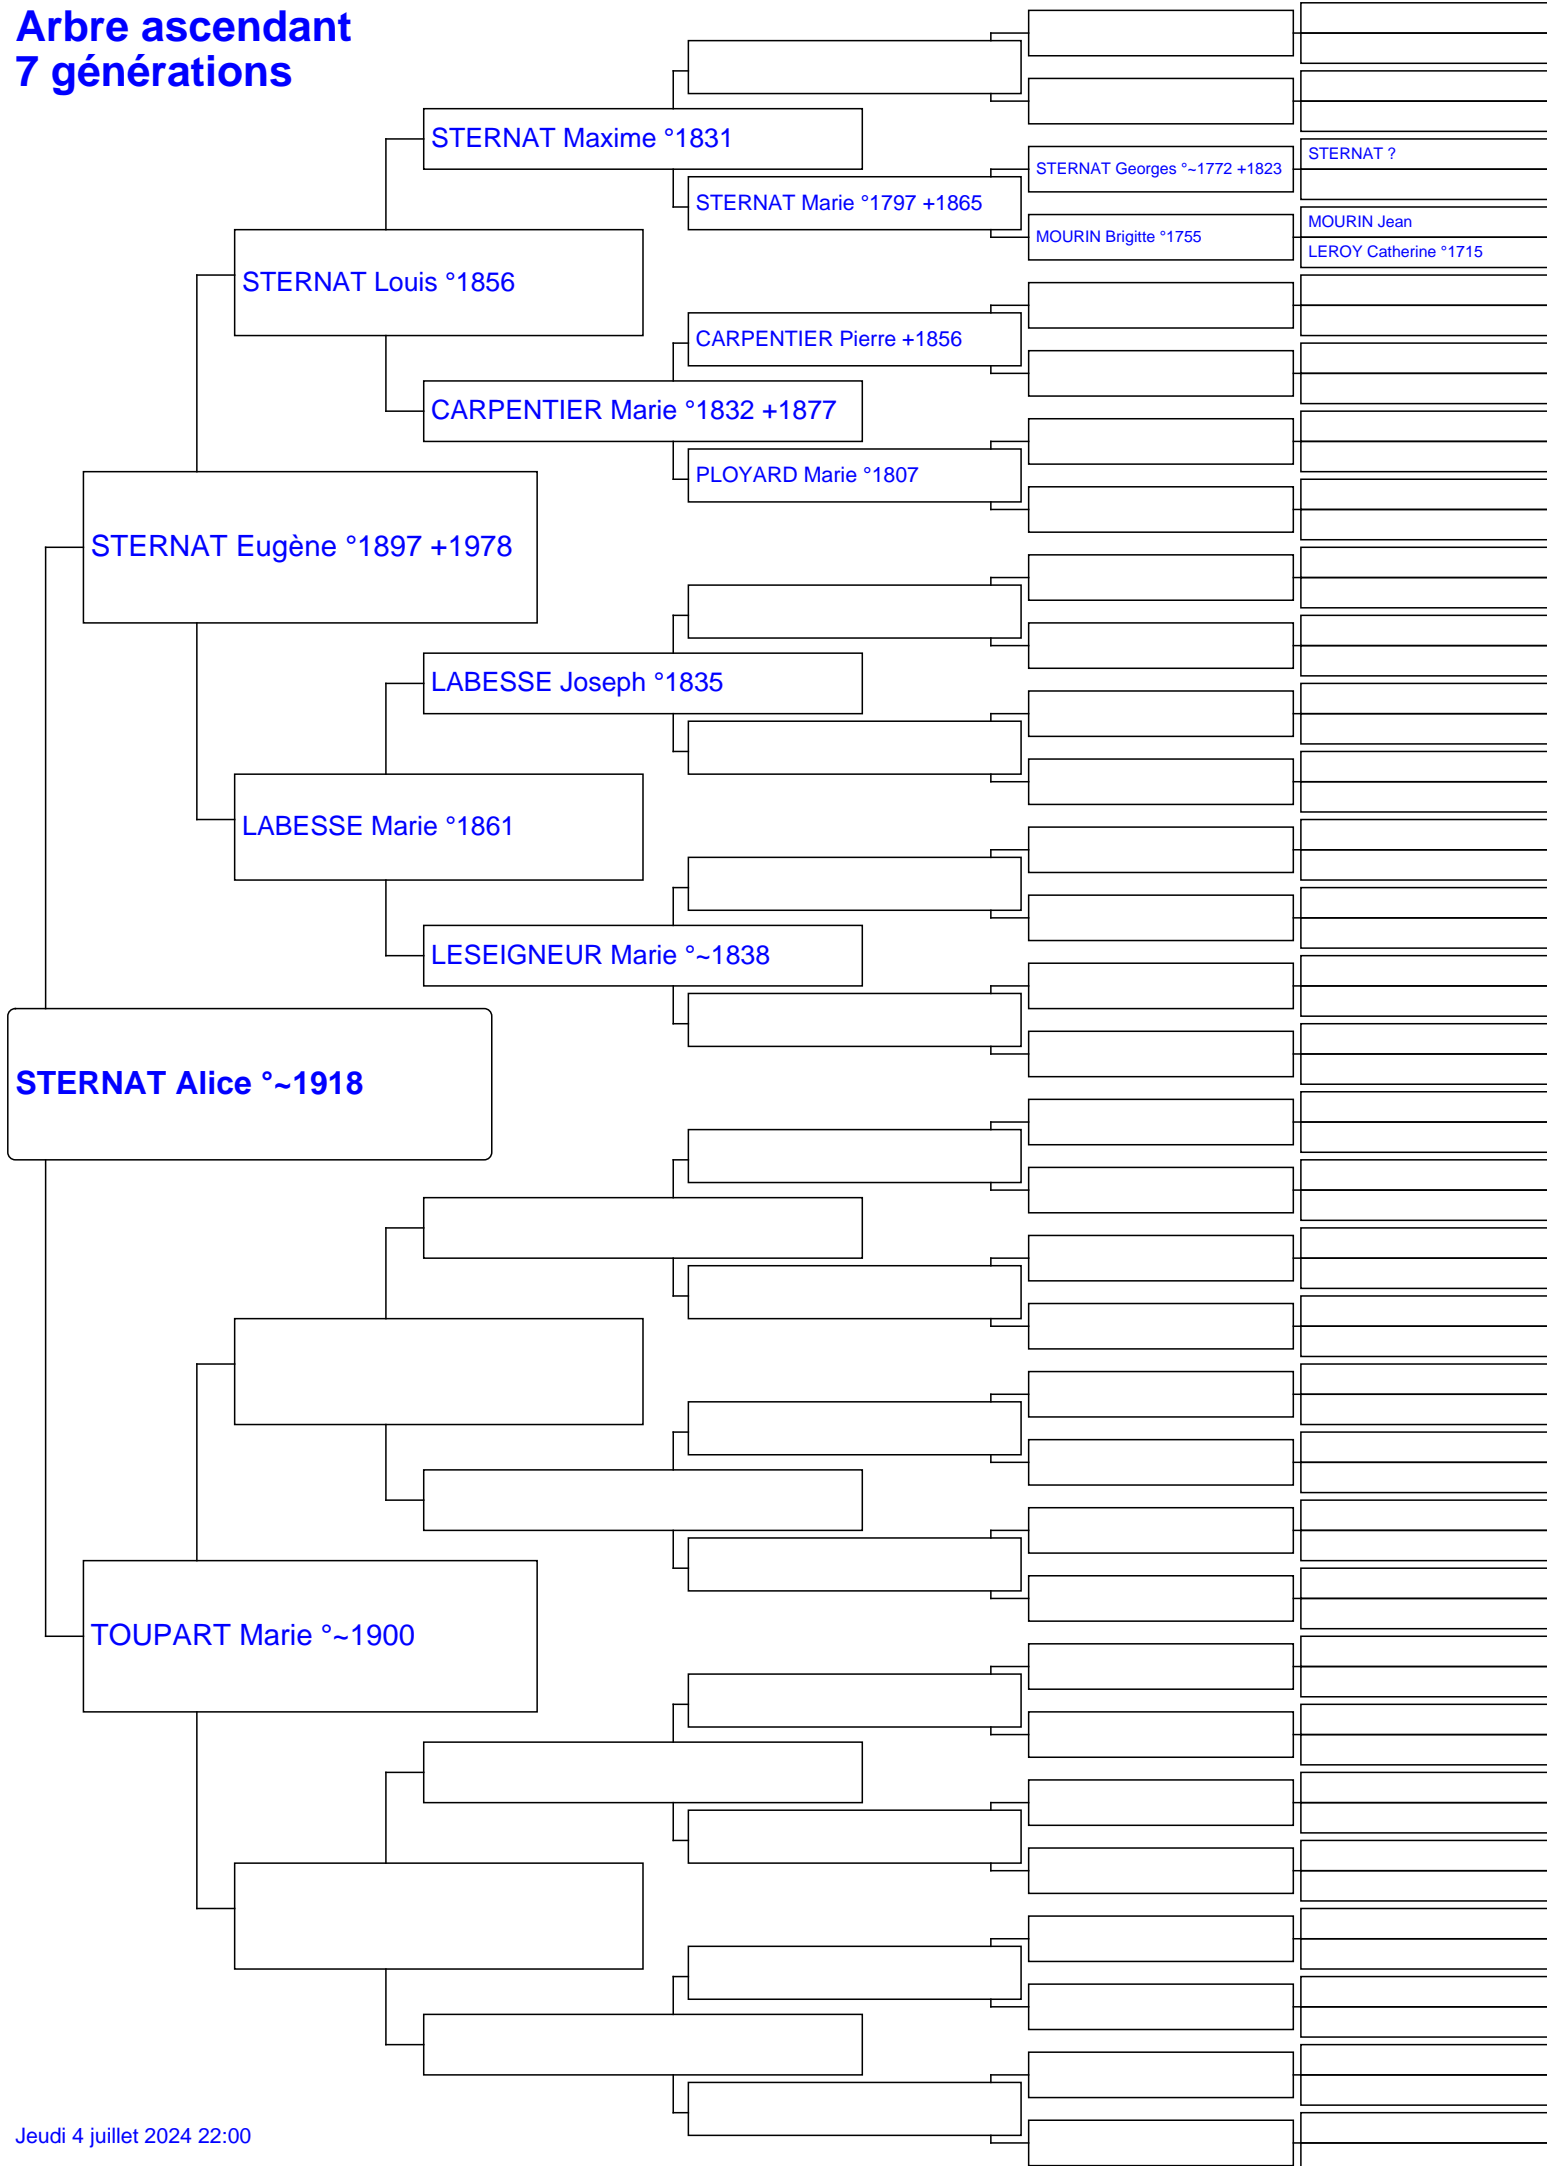 Arbre ascendant
7 générations
STERNAT Maxime °1831
STERNAT Georges °~1772 +1823
STERNAT ?
STERNAT Marie °1797 +1865
MOURIN Brigitte °1755
MOURIN Jean
LEROY Catherine °1715
STERNAT Louis °1856
CARPENTIER Pierre +1856
CARPENTIER Marie °1832 +1877
PLOYARD Marie °1807
STERNAT Eugène °1897 +1978
LABESSE Joseph °1835
LABESSE Marie °1861
LESEIGNEUR Marie °~1838
STERNAT Alice °~1918
TOUPART Marie °~1900
Jeudi 4 juillet 2024 22:00